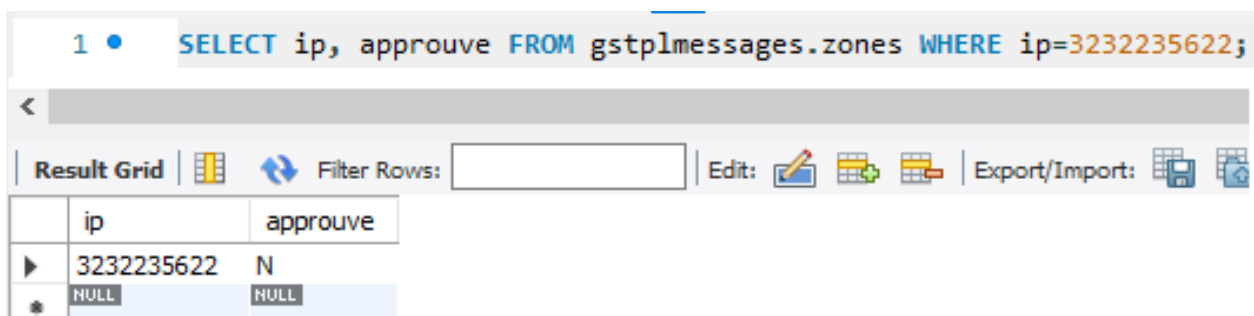 1 SELECT ip, approuve FROM gstplmessages.zones WHERE ip=3232235622;
Result Grid Filter Rows: Edit: Export/Import:
ip approuve
3232235622 N
NULL NULL